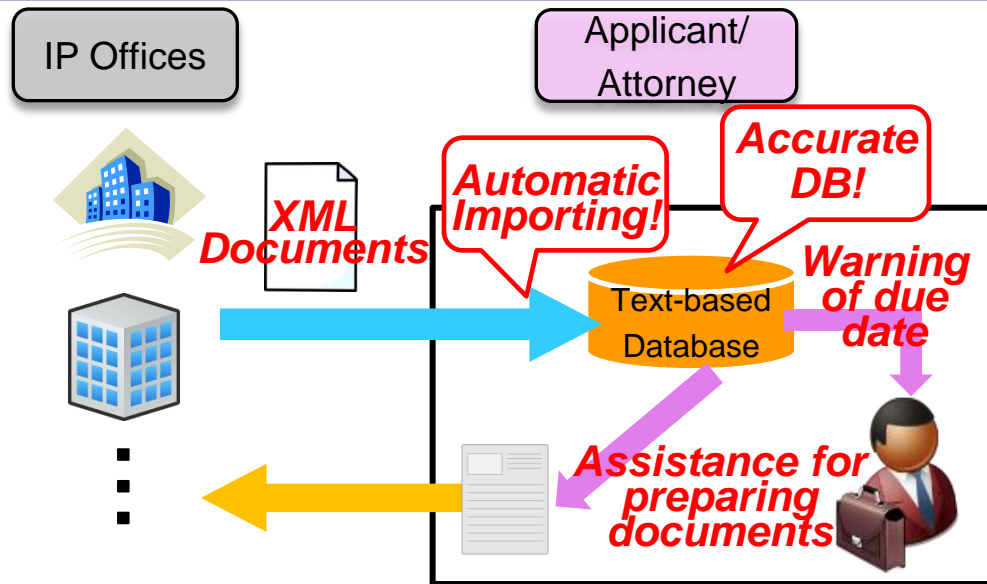 IP Offices
Applicant/
Attorney
XML
Documents
Automatic
Importing!
Accurate
DB!
Text-based
Database
Warning
of due
date
Assistance for
preparing
documents